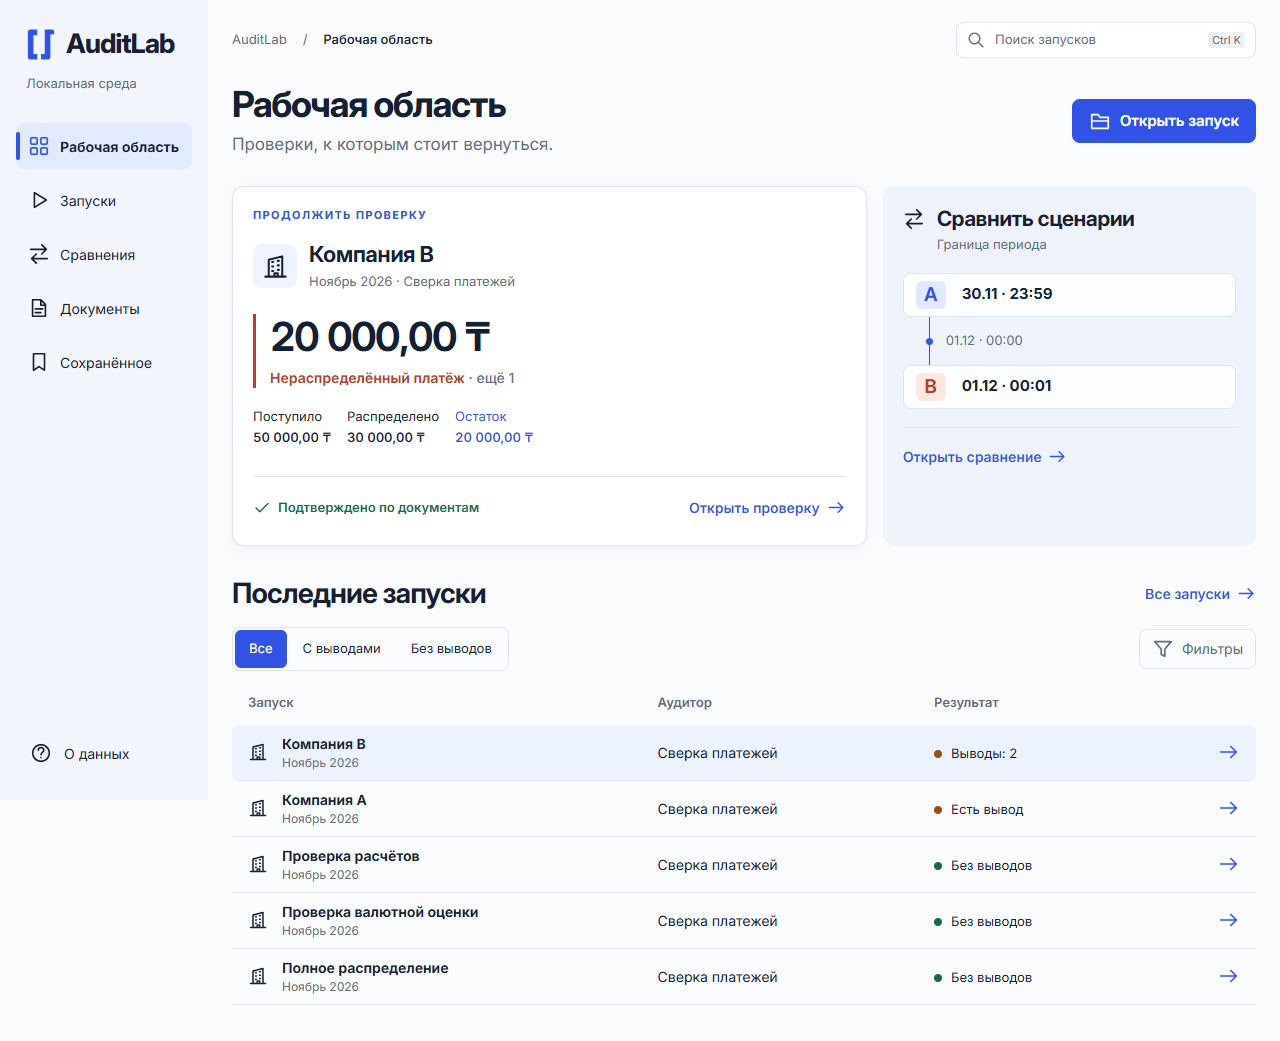 AuditLab
Локальная среда
Рабочая область
Запуски
Сравнения
Документы
Сохранённое
О данных
AuditLab / Рабочая область
Поиск запусков Ctrl K
Рабочая область
Проверки, к которым стоит вернуться.
Открыть запуск
ПРОДОЛЖИТЬ ПРОВЕРКУ
Компания B
Ноябрь 2026 · Сверка платежей
20 000,00 ₸
Нераспределённый платёж · ещё 1
Поступило Распределено Остаток
50 000,00 ₸ 30 000,00 ₸ 20 000,00 ₸
Подтверждено по документам
Открыть проверку
Сравнить сценарии
Граница периода
A 30.11 · 23:59
01.12 · 00:00
B 01.12 · 00:01
Открыть сравнение
Последние запуски
Все запуски
Все С выводами Без выводов
Фильтры
Запуск Аудитор Результат
Компания B
Ноябрь 2026
Сверка платежей
Выводы: 2
Компания A
Ноябрь 2026
Сверка платежей
Есть вывод
Проверка расчётов
Ноябрь 2026
Сверка платежей
Без выводов
Проверка валютной оценки
Ноябрь 2026
Сверка платежей
Без выводов
Полное распределение
Ноябрь 2026
Сверка платежей
Без выводов